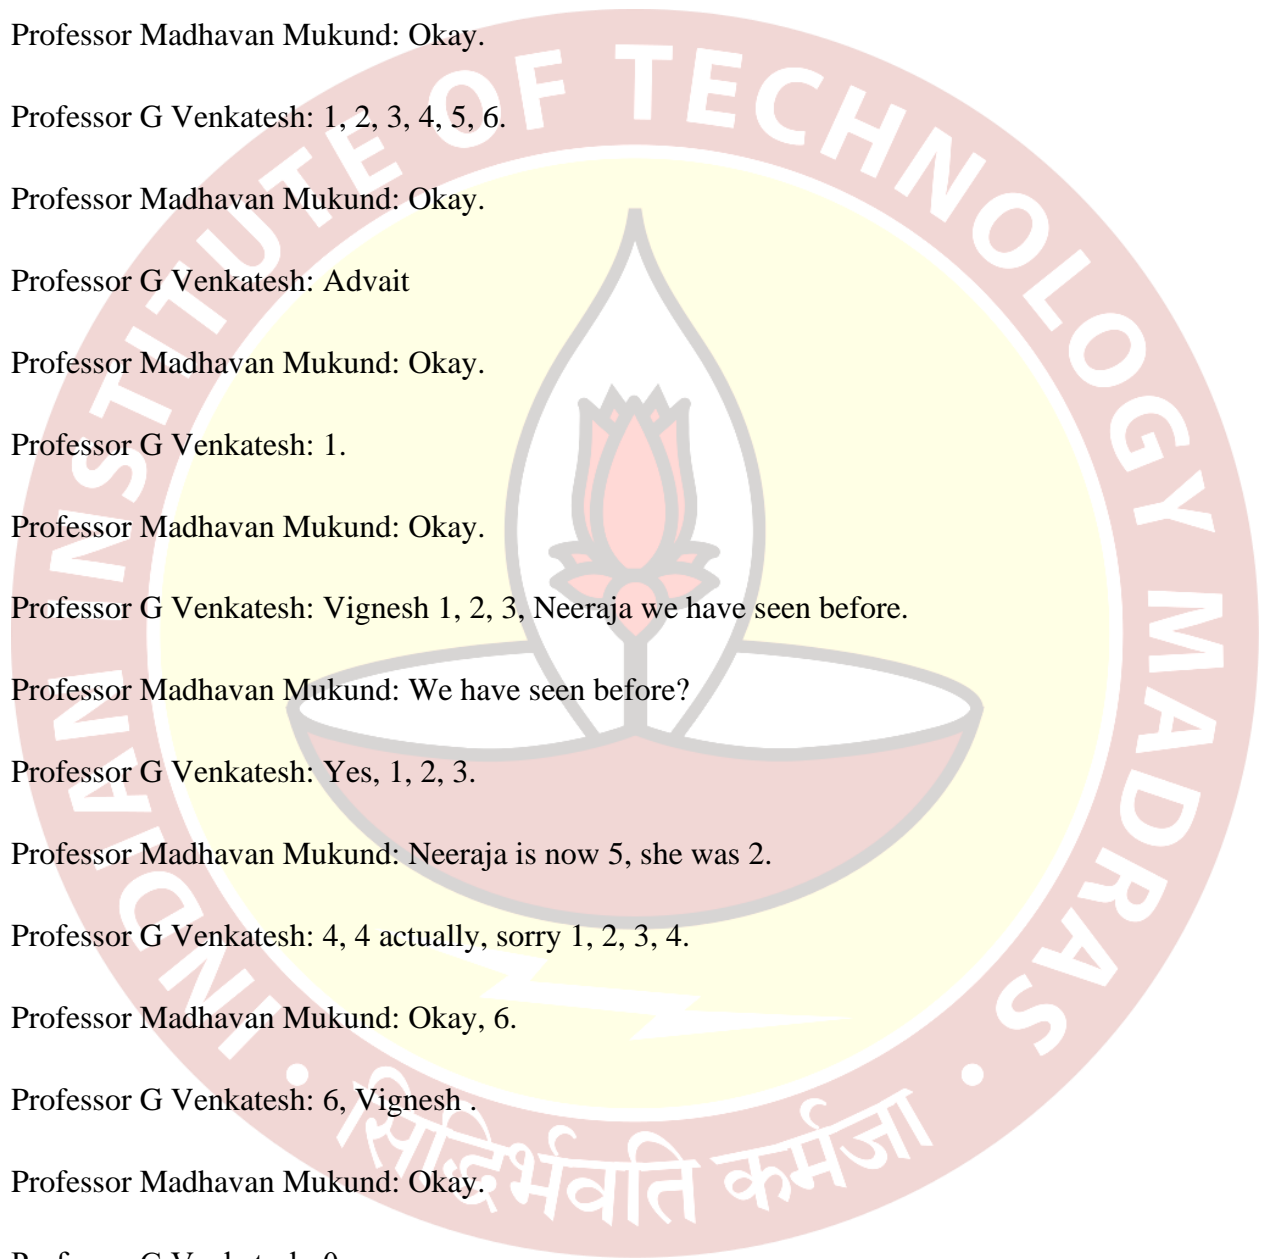 Professor Madhavan Mukund: Okay.
Professor G Venkatesh: 1, 2, 3, 4, 5, 6.
Professor Madhavan Mukund: Okay.
Professor G Venkatesh: Advait
Professor Madhavan Mukund: Okay.
Professor G Venkatesh: 1.
Professor Madhavan Mukund: Okay.
Professor G Venkatesh: Vignesh 1, 2, 3, Neeraja we have seen before.
Professor Madhavan Mukund: We have seen before?
Professor G Venkatesh: Yes, 1, 2, 3.
Professor Madhavan Mukund: Neeraja is now 5, she was 2.
Professor G Venkatesh: 4, 4 actually, sorry 1, 2, 3, 4.
Professor Madhavan Mukund: Okay, 6.
Professor G Venkatesh: 6, Vignesh .
Professor Madhavan Mukund: Okay.
INDIAN INSTITUTE OF TECHNOLOGY MADRAS
सिद्धिर्भवति कर्मजा